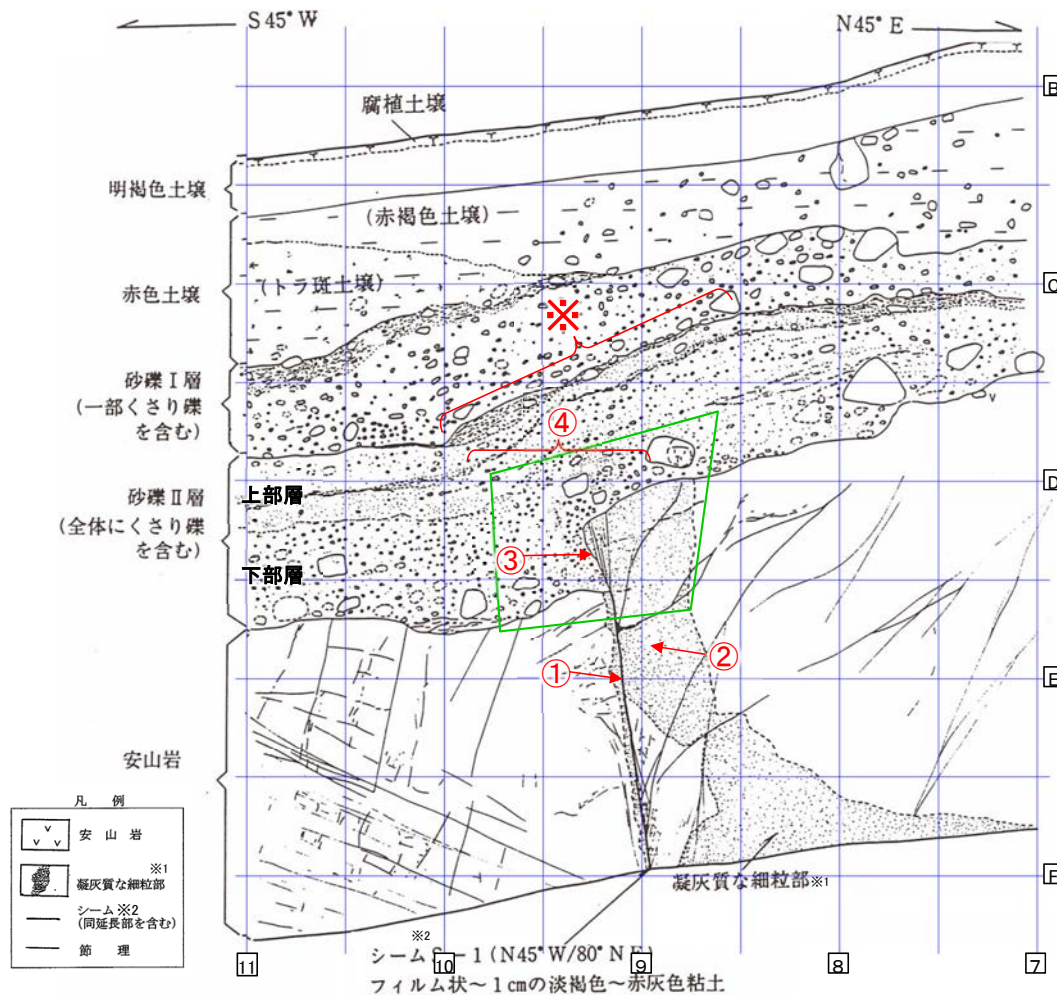 S 45° W
N 45° E
腐植土壌
明褐色土壌
(赤褐色土壌)
赤色土壌
(トラ斑土壌)
※
砂礫Ⅰ層
(一部くさり礫
を含む)
④
砂礫Ⅱ層
(全体にくさり礫
を含む)
上部層
下部層
③
②
①
安山岩
凡 例
安 山 岩
※1
凝灰質な細粒部
シーム※2
(同延長部を含む)
節 理
凝灰質な細粒部※1
※2
シームS-1 (N45°W/80°NE)
フィルム状~1cmの淡褐色~赤灰色粘土
B
C
D
E
F
11
10
9
8
7